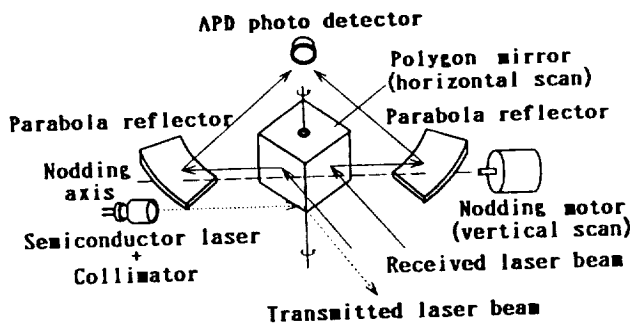 APD photo detector
Polygon mirror
(horizontal scan)
Parabola reflector
Parabola reflector
Nodding
axis
Nodding motor
(vertical scan)
Semiconductor laser
+
Collimator
Received laser beam
Transmitted laser beam